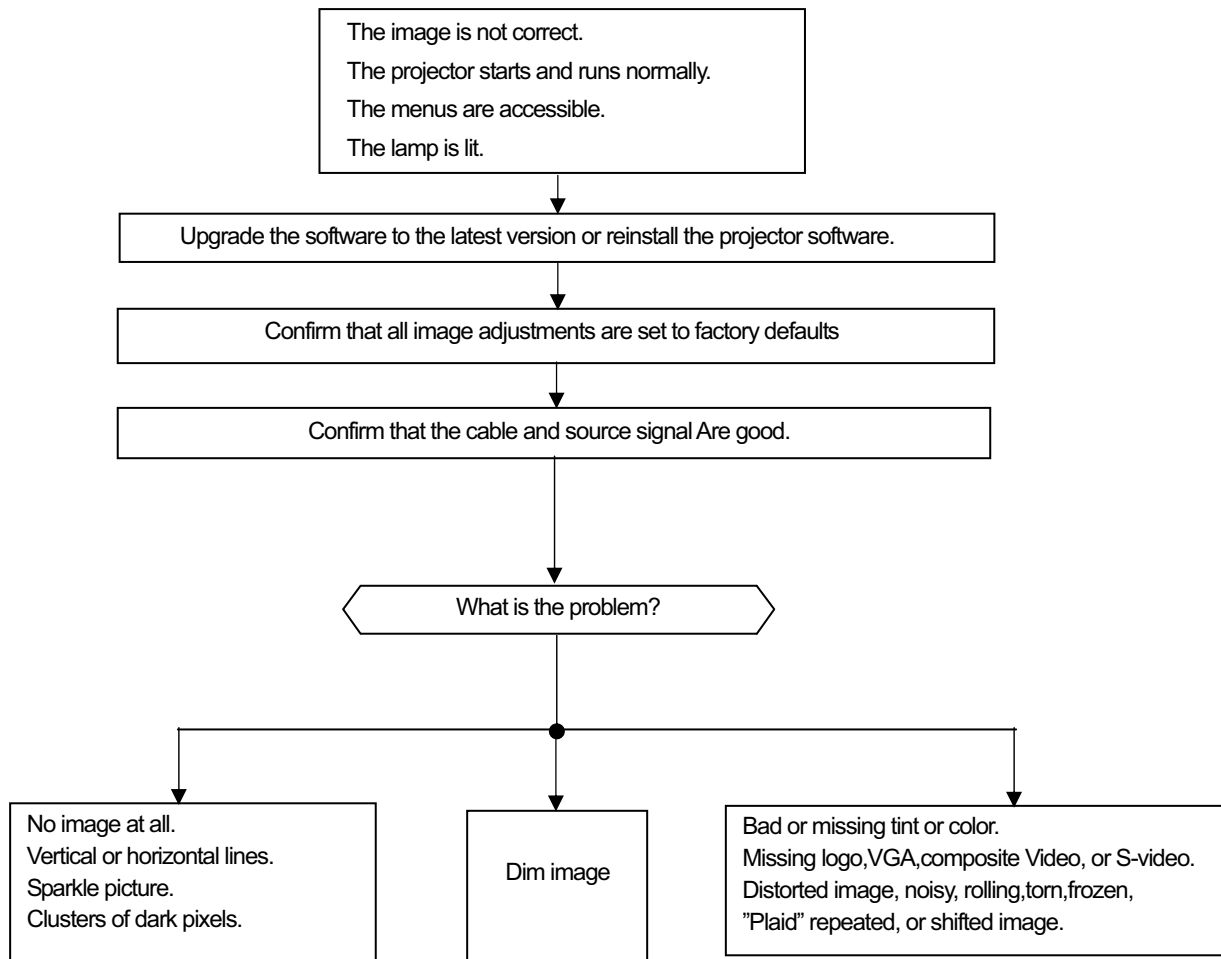 The image is not correct.
The projector starts and runs normally.
The menus are accessible.
The lamp is lit.
Upgrade the software to the latest version or reinstall the projector software.
Confirm that all image adjustments are set to factory defaults
Confirm that the cable and source signal Are good.
What is the problem?
No image at all.
Vertical or horizontal lines.
Sparkle picture.
Clusters of dark pixels.
Dim image
Bad or missing tint or color.
Missing logo,VGA,composite Video, or S-video.
Distorted image, noisy, rolling,torn,frozen,
”Plaid” repeated, or shifted image.